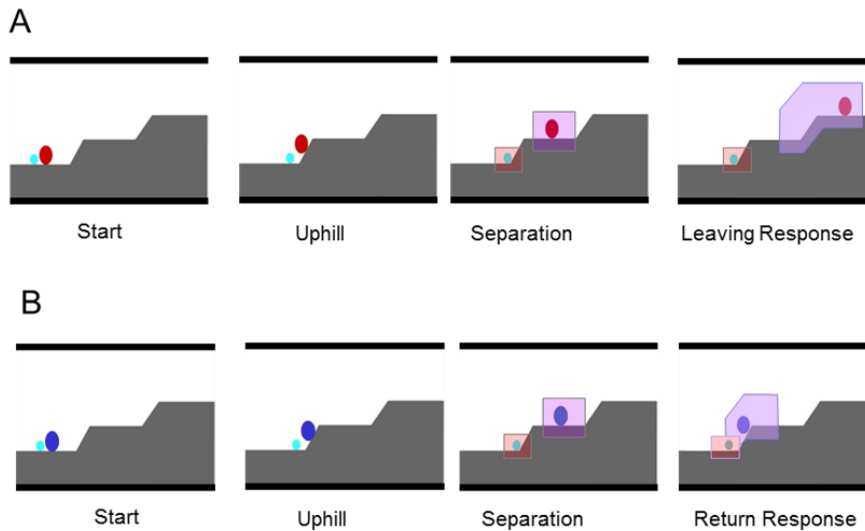 A
Start
Uphill
Separation
Leaving Response
B
Start
Uphill
Separation
Return Response